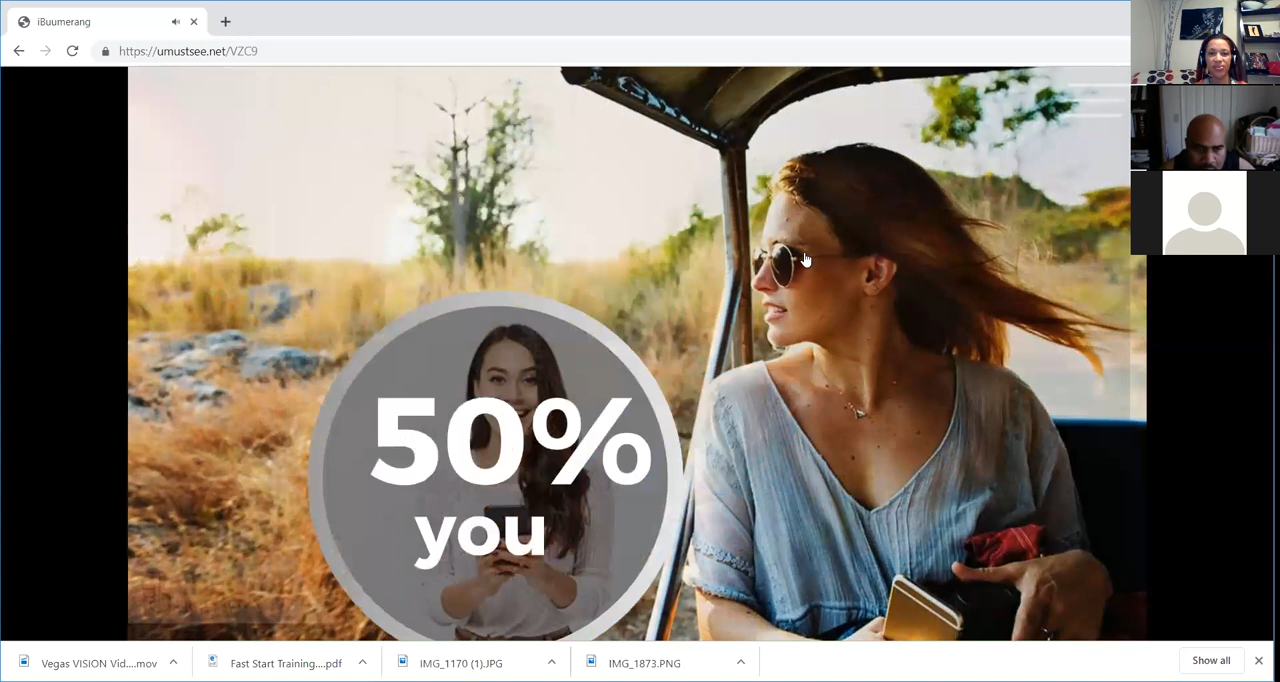 iBuumerang
https://umustsee.net/VZC9
50%
you
Vegas VISION Vid....mov
Fast Start Training....pdf
IMG_1170 (1).JPG
IMG_1873.PNG
Show all